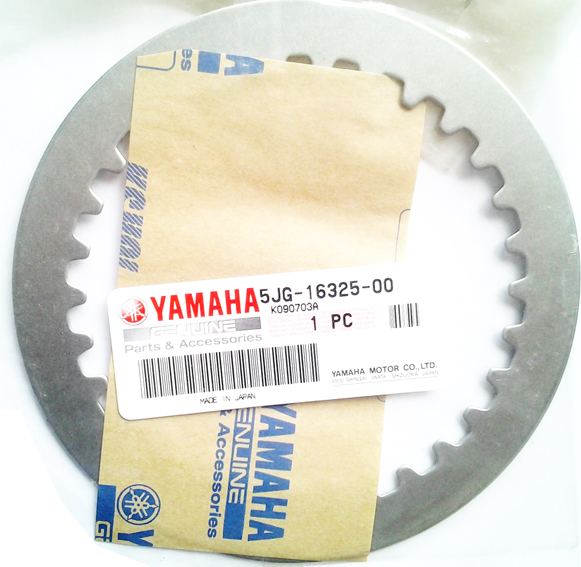 YAMAHA 5JG-16325-00
K090703A
GENUINE 1 PC
Parts & Accessories
YAMAHA MOTOR CO., LTD.
MADE IN JAPAN
YAMAHA
GENUINE
& Accessories